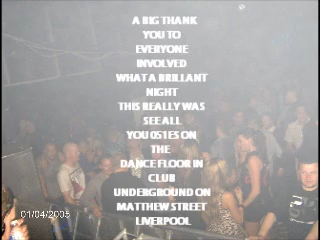 A BIG THANK
YOU TO
EVERYONE
INVOLVED
WHAT A BRILLANT
NIGHT
THIS REALLY WAS
SEE ALL
YOU 051ES ON
THE
DANCE FLOOR IN
CLUB
UNDERGROUND ON
MATTHEW STREET
LIVERPOOL
01/04/2005